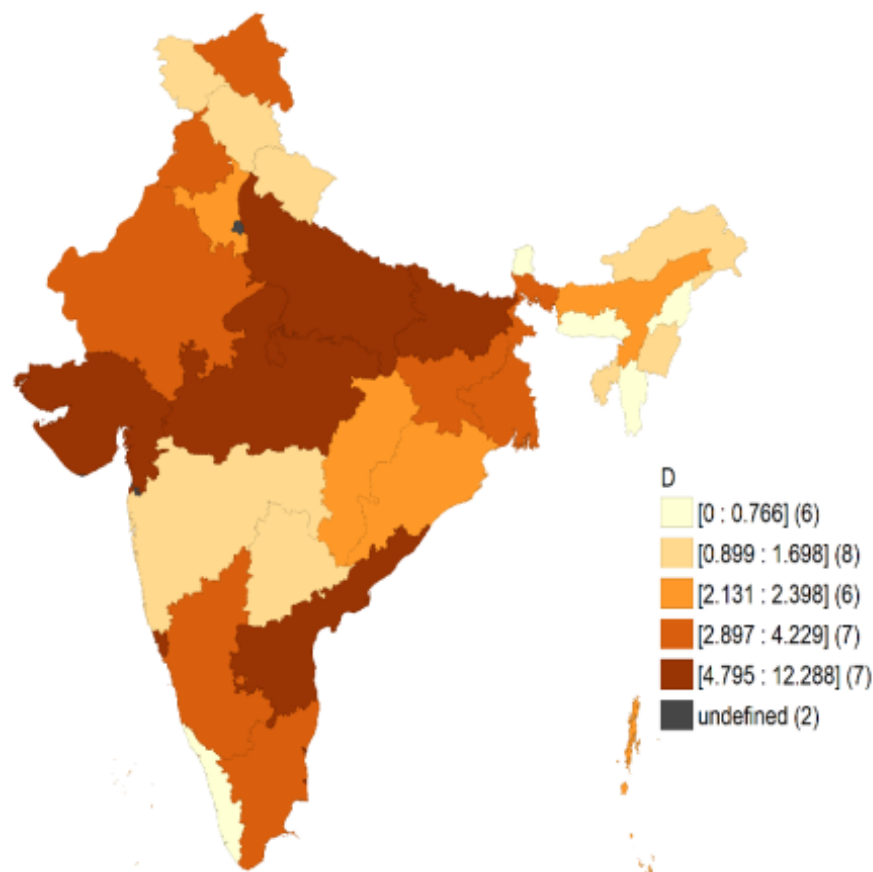 D
[0 : 0.766] (6)
[0.899 : 1.698] (8)
[2.131 : 2.398] (6)
[2.897 : 4.229] (7)
[4.795 : 12.288] (7)
undefined (2)